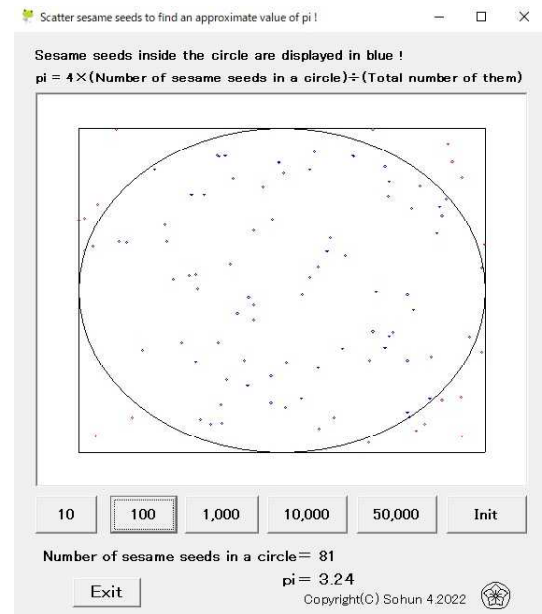 Scatter sesame seeds to find an approximate value of pi !
Sesame seeds inside the circle are displayed in blue !
pi = 4×(Number of sesame seeds in a circle)÷(Total number of them)
10 100 1,000 10,000 50,000 Init
Number of sesame seeds in a circle= 81
pi= 3.24
Exit
Copyright(C) Sohun 4.2022